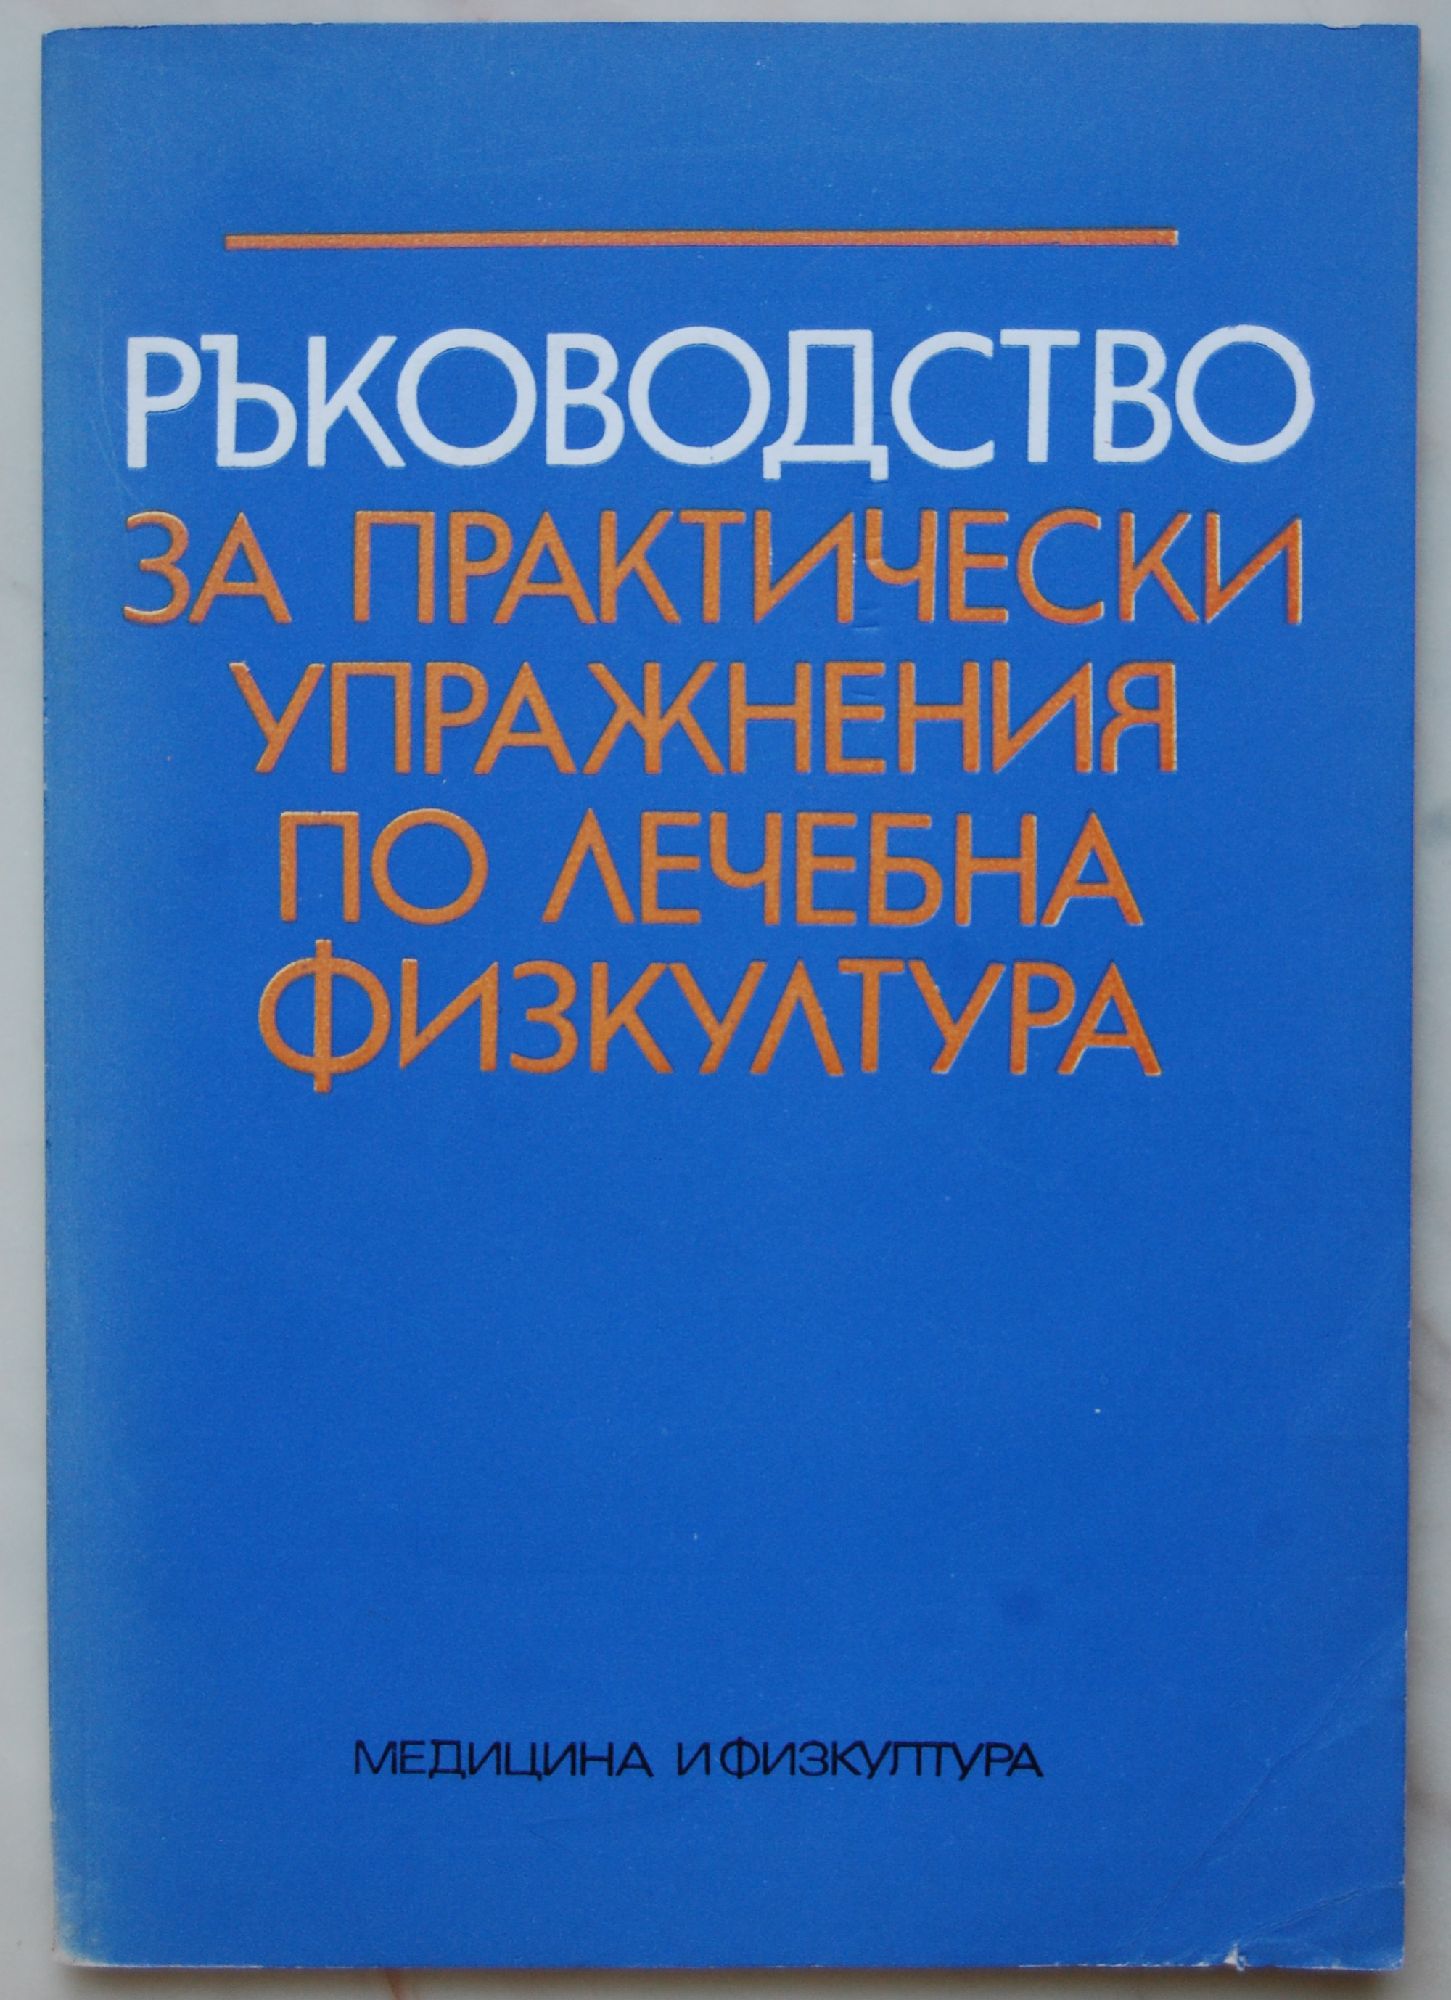 РЪКОВОДСТВО
ЗА ПРАКТИЧЕСКИ
УПРАЖНЕНИЯ
ПО ЛЕЧЕБНА
ФИЗКУЛТУРА
МЕДИЦИНА И ФИЗКУЛТУРА